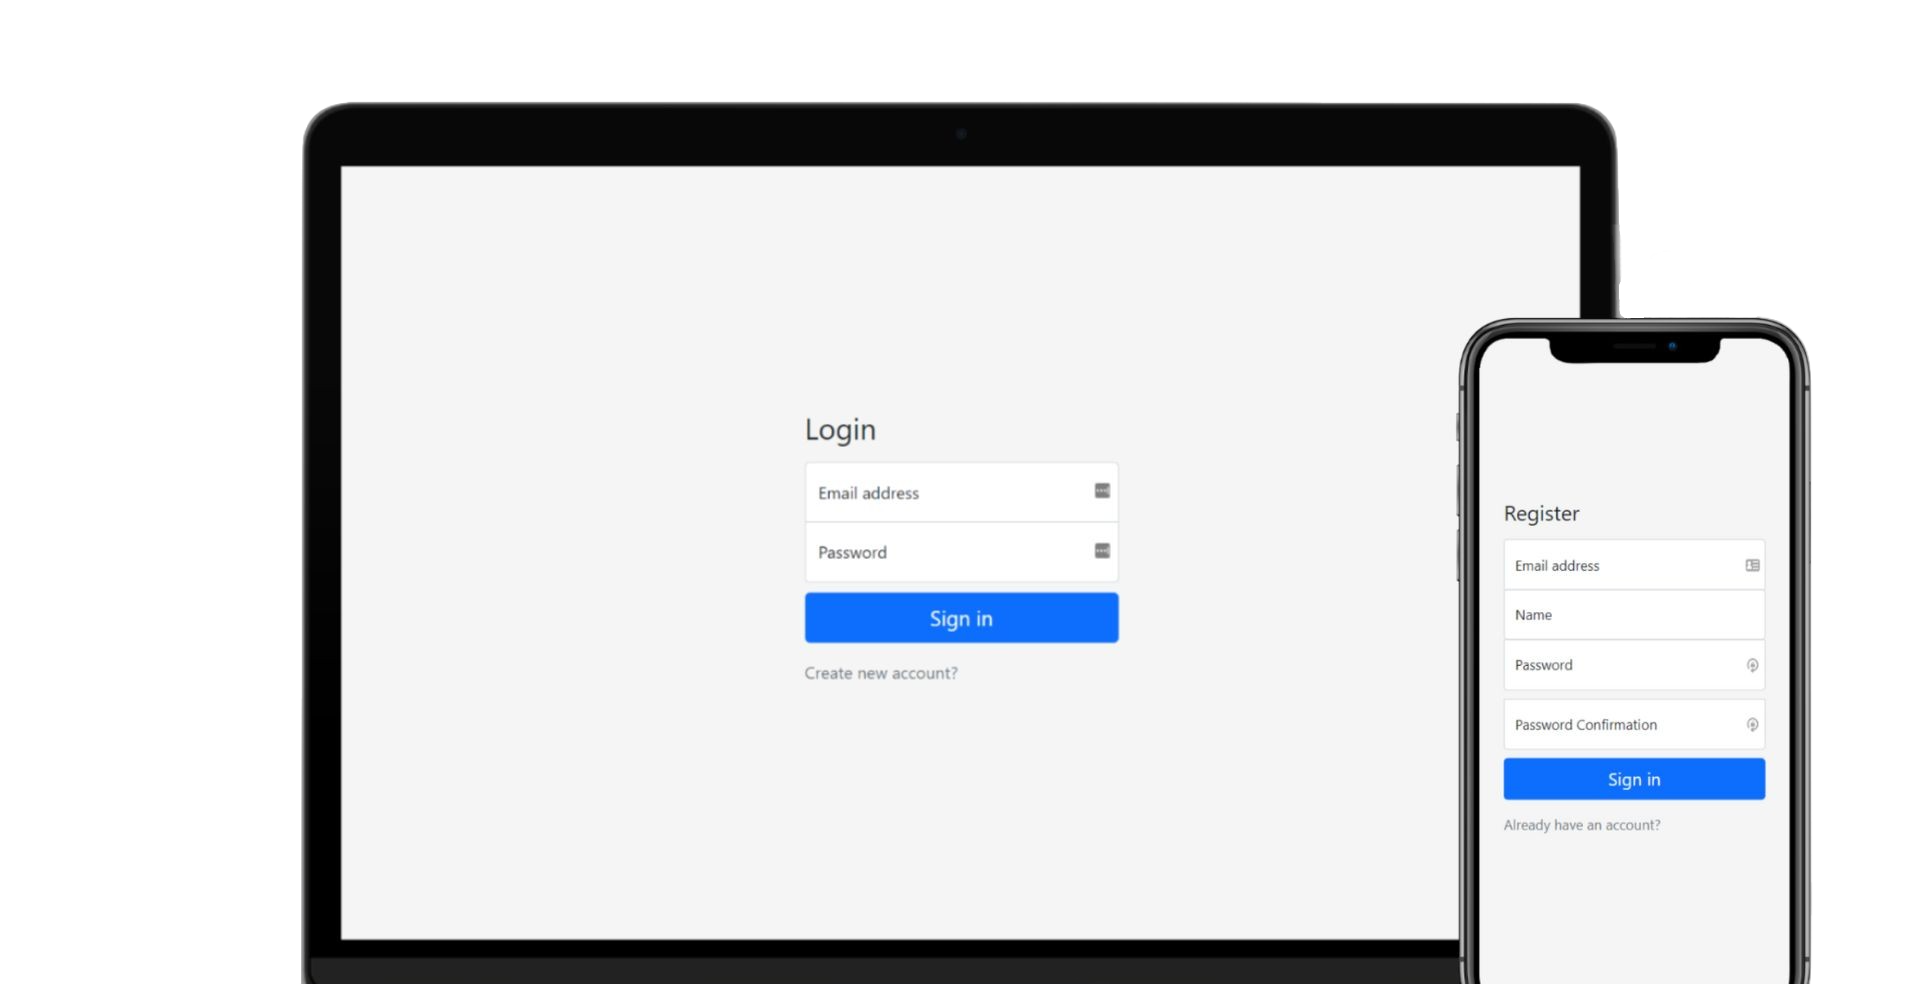 Login
Email address
Password
Sign in
Create new account?
Register
Email address
Name
Password
Password Confirmation
Sign in
Already have an account?